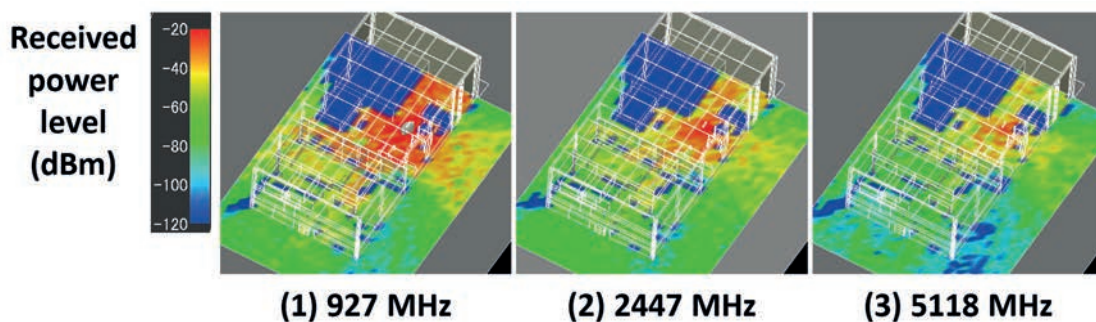 Received
power
level
(dBm)
-20
-40
-60
-80
-100
-120
(1) 927 MHz
(2) 2447 MHz
(3) 5118 MHz